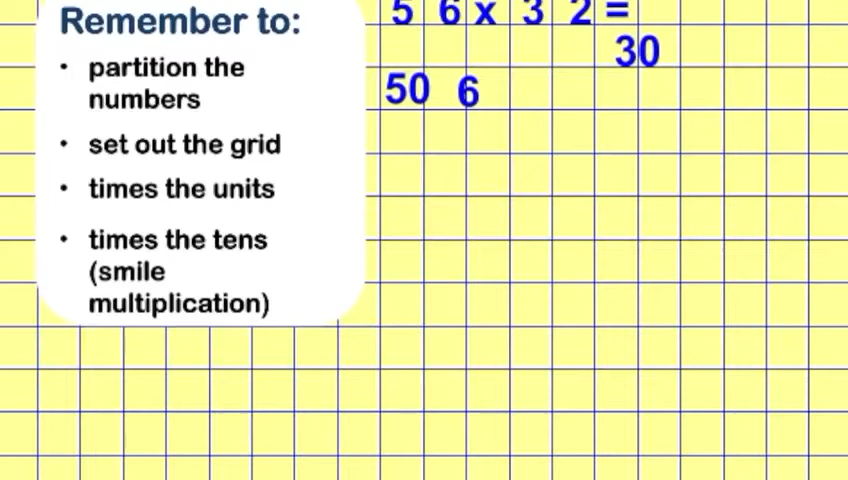 Remember to:
• partition the
numbers
• set out the grid
• times the units
• times the tens
(smile
multiplication)
5 6 x 3 2 =
30
50 6